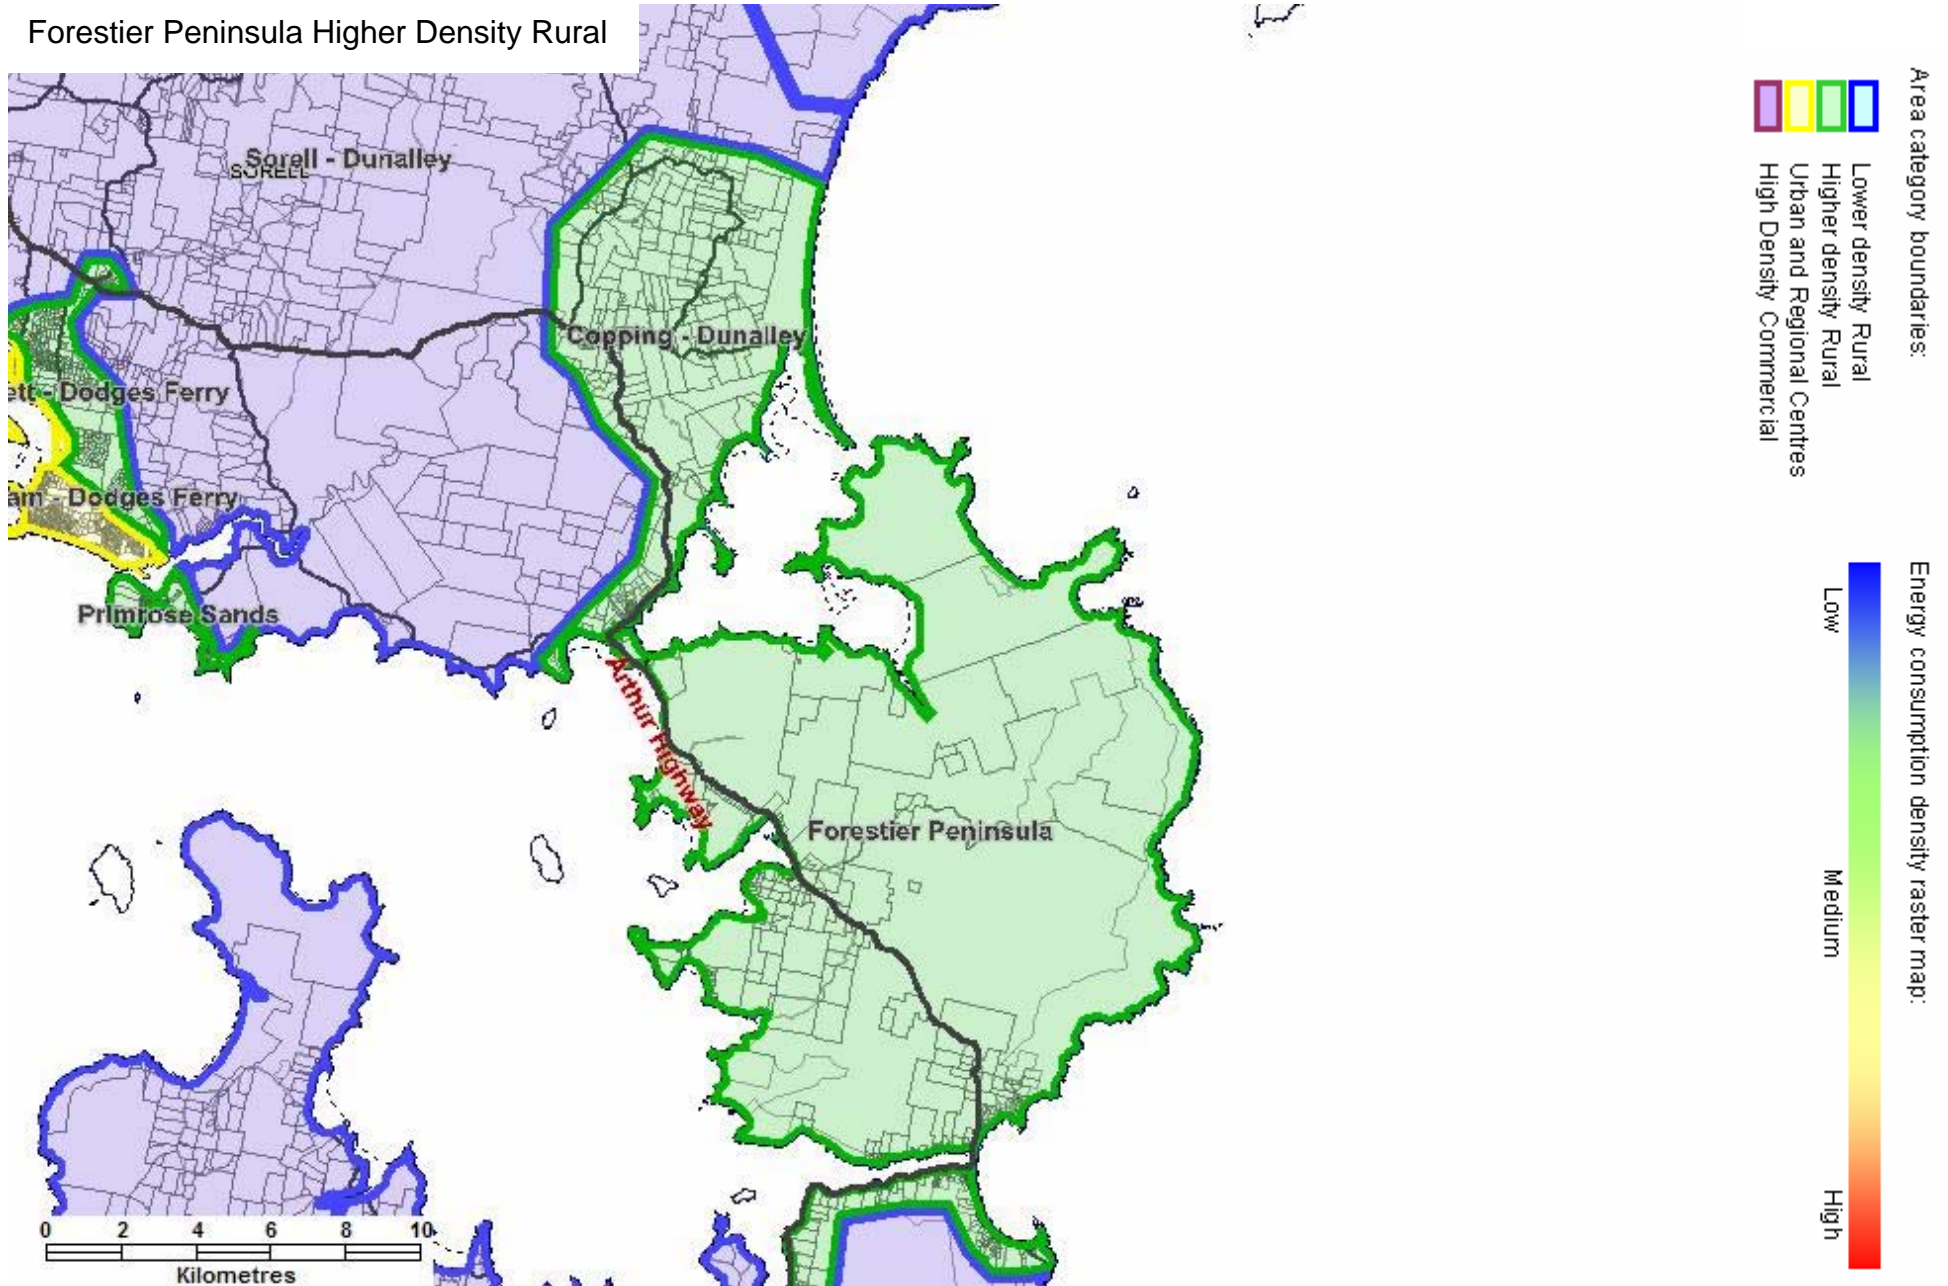 Forestier Peninsula Higher Density Rural
Sorell - Dunalley
SORELL
Copping - Dunalley
ett - Dodges Ferry
am - Dodges Ferry
Primrose Sands
Arthur Highway
Forestier Peninsula
0 2 4 6 8 10
Kilometres
Area category boundaries:
Lower density Rural
Higher density Rural
Urban and Regional Centres
High Density Commercial
Energy consumption density raster map:
Low
Medium
High